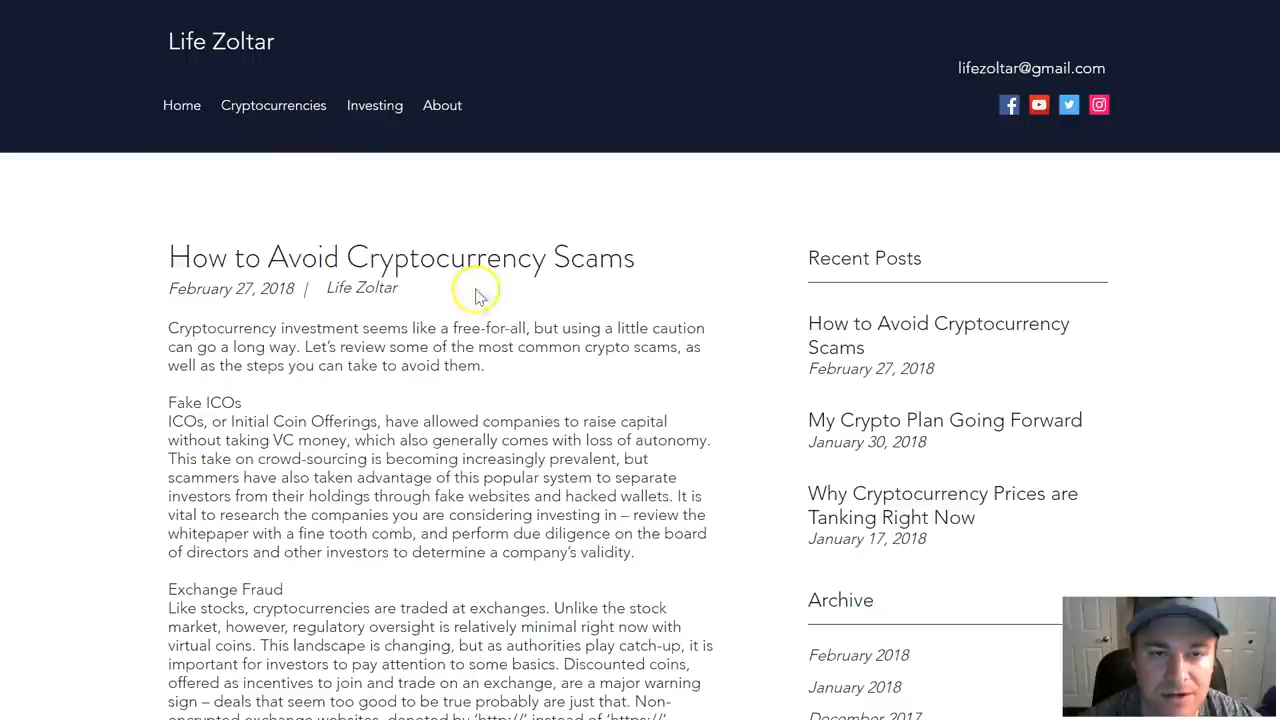 Life Zoltar
lifezoltar@gmail.com
Home Cryptocurrencies Investing About
How to Avoid Cryptocurrency Scams
February 27, 2018 | Life Zoltar
Cryptocurrency investment seems like a free-for-all, but using a little caution
can go a long way. Let’s review some of the most common crypto scams, as
well as the steps you can take to avoid them.
Fake ICOs
ICOs, or Initial Coin Offerings, have allowed companies to raise capital
without taking VC money, which also generally comes with loss of autonomy.
This take on crowd-sourcing is becoming increasingly prevalent, but
scammers have also taken advantage of this popular system to separate
investors from their holdings through fake websites and hacked wallets. It is
vital to research the companies you are considering investing in – review the
whitepaper with a fine tooth comb, and perform due diligence on the board
of directors and other investors to determine a company’s validity.
Exchange Fraud
Like stocks, cryptocurrencies are traded at exchanges. Unlike the stock
market, however, regulatory oversight is relatively minimal right now with
virtual coins. This landscape is changing, but as authorities play catch-up, it is
important for investors to pay attention to some basics. Discounted coins,
offered as incentives to join and trade on an exchange, are a major warning
sign – deals that seem too good to be true probably are just that. Non-
encrypted exchange websites, denoted by ‘http://’ instead of ‘https://’
Recent Posts
How to Avoid Cryptocurrency
Scams
February 27, 2018
My Crypto Plan Going Forward
January 30, 2018
Why Cryptocurrency Prices are
Tanking Right Now
January 17, 2018
Archive
February 2018
January 2018
December 2017